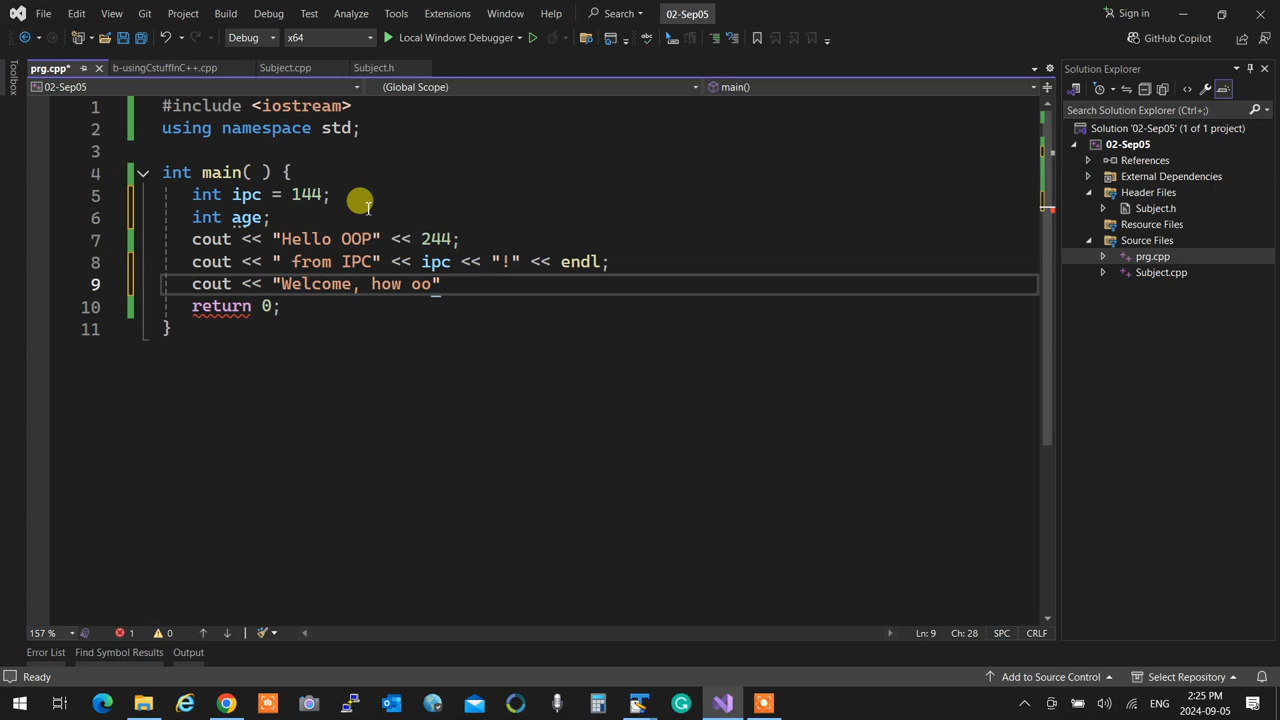 File Edit View Git Project Build Debug Test Analyze Tools Extensions Window Help Search 02-Sep05 Sign in
Debug x64 Local Windows Debugger GitHub Copilot
Toolbox
prg.cpp* b-usingCstuffInC++.cpp Subject.cpp Subject.h
02-Sep05 (Global Scope) main()
1 #include <iostream>
2 using namespace std;
3
4 int main( ) {
5 int ipc = 144;
6 int age;
7 cout << "Hello OOP" << 244;
8 cout << " from IPC" << ipc << "!" << endl;
9 cout << "Welcome, how oo"
10 return 0;
11 }
Solution Explorer
Search Solution Explorer (Ctrl+;)
Solution '02-Sep05' (1 of 1 project)
02-Sep05
References
External Dependencies
Header Files
Subject.h
Resource Files
Source Files
prg.cpp
Subject.cpp
157 % 1 0 Ln: 9 Ch: 28 SPC CRLF
Error List Find Symbol Results Output
Ready Add to Source Control Select Repository
ENG 2:25 PM
2024-09-05